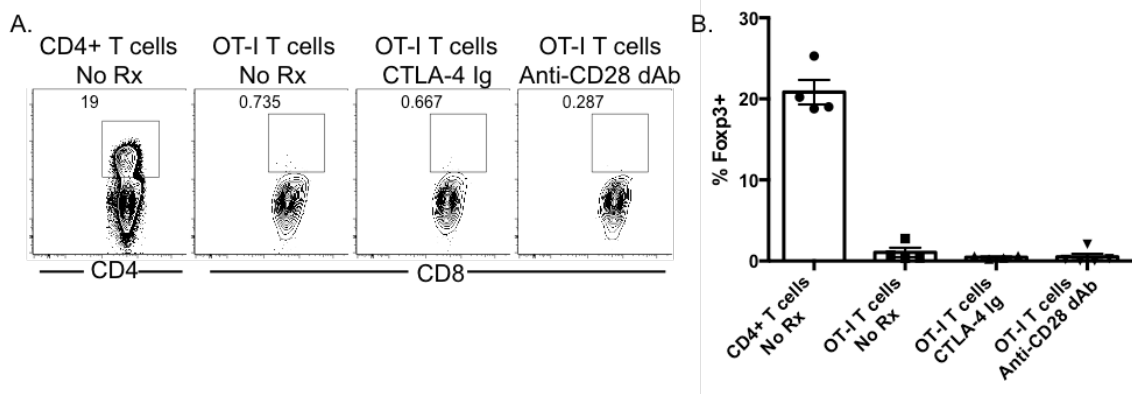 A.
CD4+ T cells
No Rx
OT-I T cells
No Rx
OT-I T cells
CTLA-4 Ig
OT-I T cells
Anti-CD28 dAb
19
0.735
0.667
0.287
CD4
CD8
B.
% Foxp3+
30
20
10
0
CD4+ T cells
No Rx
OT-I T cells
No Rx
OT-I T cells
CTLA-4 Ig
OT-I T cells
Anti-CD28 dAb